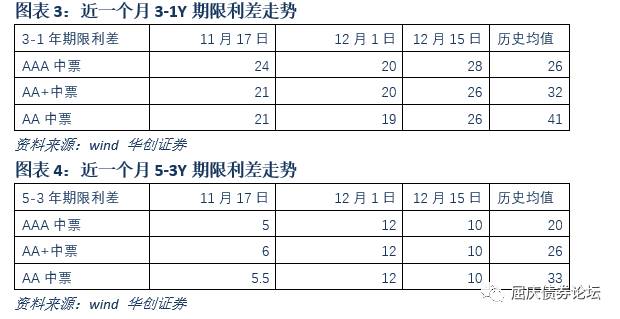 图表 3：近一个月 3-1Y 期限利差走势
3-1 年期限利差 11 月 17 日 12 月 1 日 12 月 15 日 历史均值
AAA 中票 24 20 28 26
AA+中票 21 20 26 32
AA 中票 21 19 26 41
资料来源：wind 华创证券
图表 4：近一个月 5-3Y 期限利差走势
5-3 年期限利差 11 月 17 日 12 月 1 日 12 月 15 日 历史均值
AAA 中票 5 12 10 20
AA+中票 6 12 10 26
AA 中票 5.5 12 10 33
资料来源：wind 华创证券
屈庆债券论坛